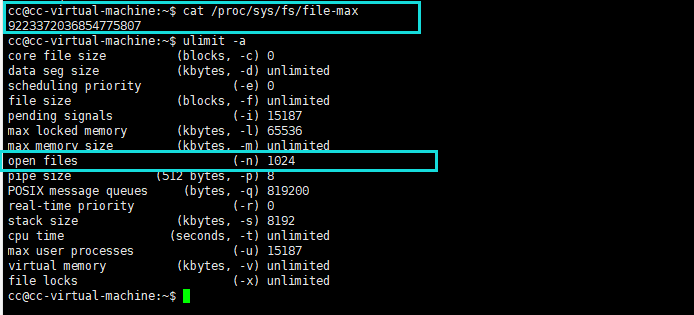 cc@cc-virtual-machine:~$ cat /proc/sys/fs/file-max
9223372036854775807
cc@cc-virtual-machine:~$ ulimit -a
core file size          (blocks, -c) 0
data seg size           (kbytes, -d) unlimited
scheduling priority             (-e) 0
file size               (blocks, -f) unlimited
pending signals                 (-i) 15187
max locked memory       (kbytes, -l) 65536
max memory size         (kbytes, -m) unlimited
open files                      (-n) 1024
pipe size            (512 bytes, -p) 8
POSIX message queues     (bytes, -q) 819200
real-time priority              (-r) 0
stack size              (kbytes, -s) 8192
cpu time               (seconds, -t) unlimited
max user processes              (-u) 15187
virtual memory          (kbytes, -v) unlimited
file locks                      (-x) unlimited
cc@cc-virtual-machine:~$